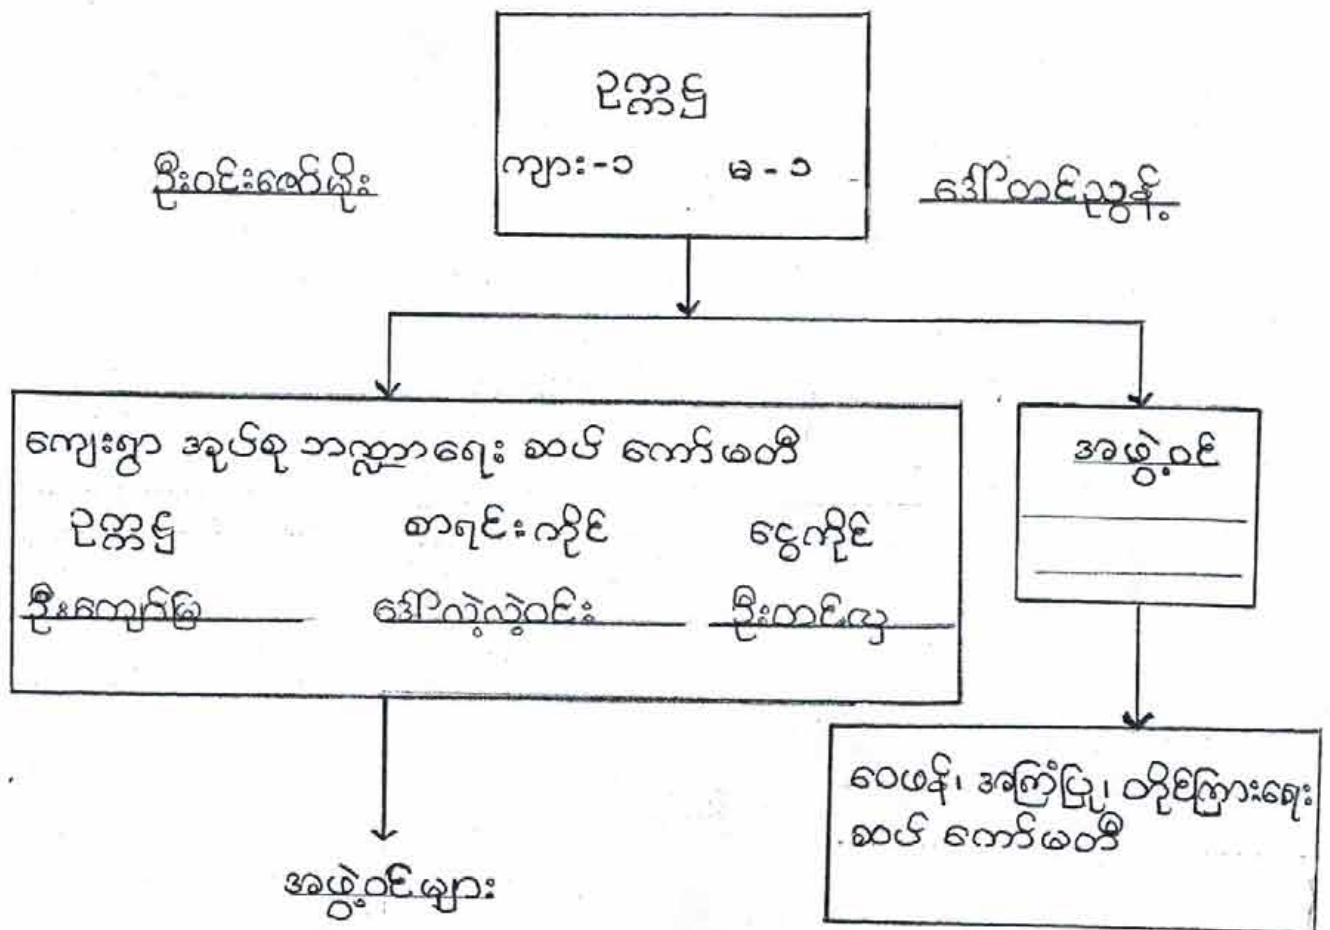 ဥက္ကဋ္ဌ
ကျား-၁ မ - ၁
ဦးဝင်းဇော်မိုး
ဒေါ်တင်ညွန့်
ကျေးရွာ အုပ်စု ဘဏ္ဍာရေး ဆပ် ကော်မတီ
ဥက္ကဋ္ဌ စာရင်းကိုင် ငွေကိုင်
ဦးကျော်မြ ဒေါ်လဲ့လဲ့ဝင်း ဦးတင်လှ
အဖွဲ့ဝင်
အဖွဲ့ဝင်များ
ဝေဖန်၊ အကြံပြု၊ တိုင်ကြားရေး
ဆပ် ကော်မတီ